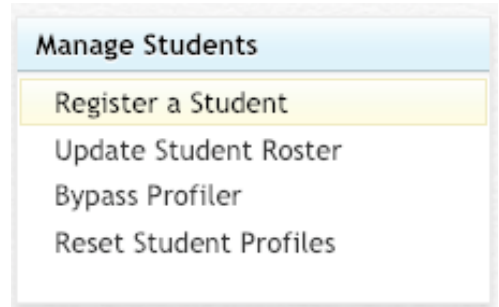 Manage Students
Register a Student
Update Student Roster
Bypass Profiler
Reset Student Profiles